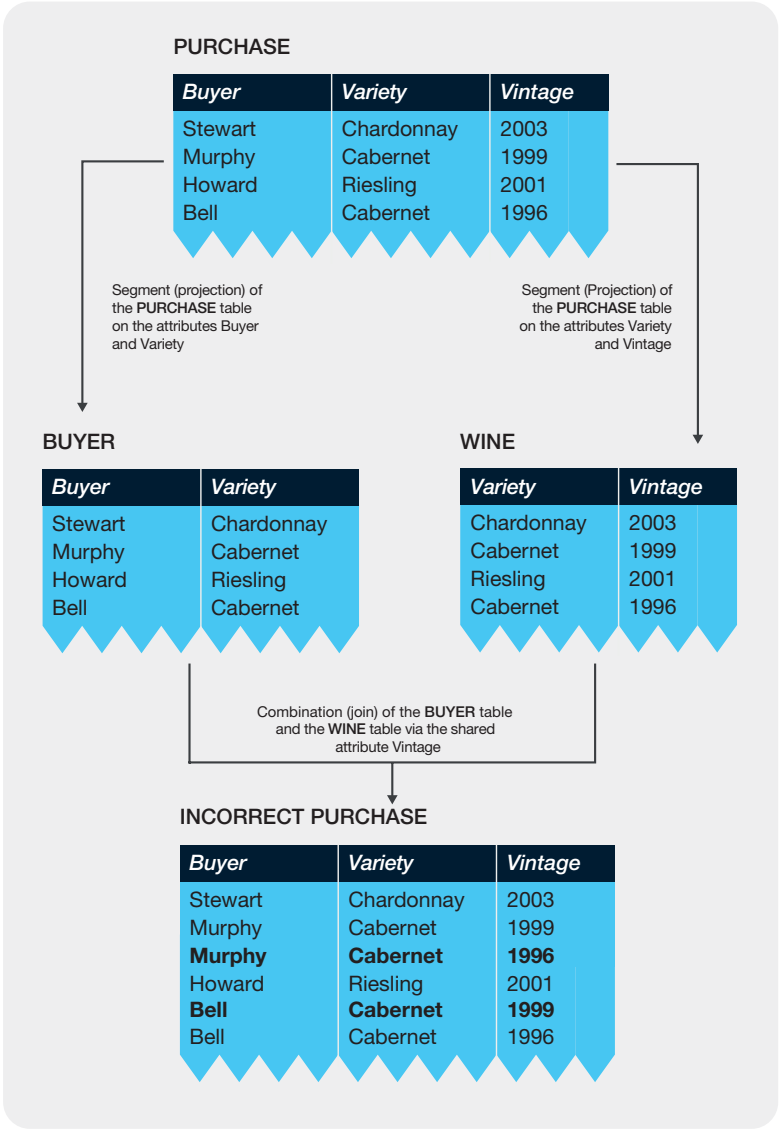 PURCHASE
Buyer Variety Vintage
Stewart Chardonnay 2003
Murphy Cabernet 1999
Howard Riesling 2001
Bell Cabernet 1996
Segment (projection) of
the PURCHASE table
on the attributes Buyer
and Variety
Segment (Projection) of
the PURCHASE table
on the attributes Variety
and Vintage
BUYER
Buyer Variety
Stewart Chardonnay
Murphy Cabernet
Howard Riesling
Bell Cabernet
WINE
Variety Vintage
Chardonnay 2003
Cabernet 1999
Riesling 2001
Cabernet 1996
Combination (join) of the BUYER table
and the WINE table via the shared
attribute Vintage
INCORRECT PURCHASE
Buyer Variety Vintage
Stewart Chardonnay 2003
Murphy Cabernet 1999
Murphy Cabernet 1996
Howard Riesling 2001
Bell Cabernet 1999
Bell Cabernet 1996